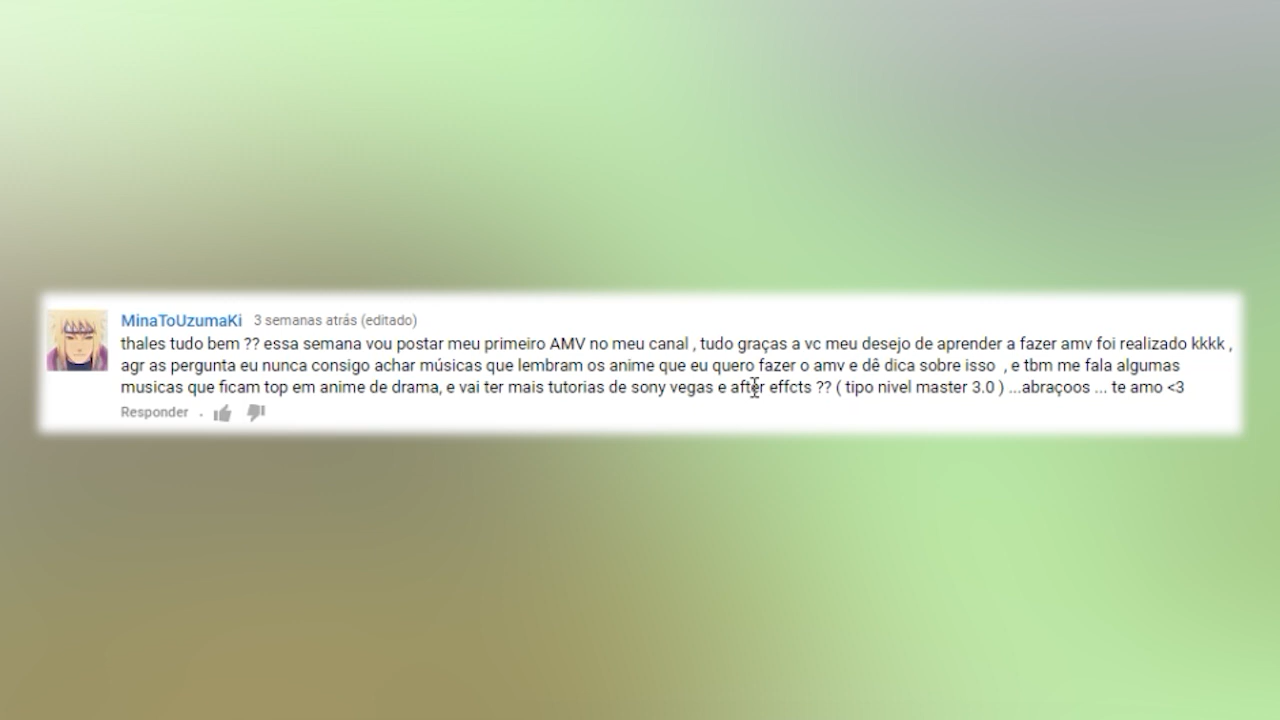 MinaToUzumaKi 3 semanas atrás (editado)
thales tudo bem ?? essa semana vou postar meu primeiro AMV no meu canal , tudo graças a vc meu desejo de aprender a fazer amv foi realizado kkkk ,
agr as pergunta eu nunca consigo achar músicas que lembram os anime que eu quero fazer o amv e dê dica sobre isso , e tbm me fala algumas
musicas que ficam top em anime de drama, e vai ter mais tutorias de sony vegas e after effcts ?? ( tipo nivel master 3.0 ) ...abraçoos ... te amo <3
Responder .